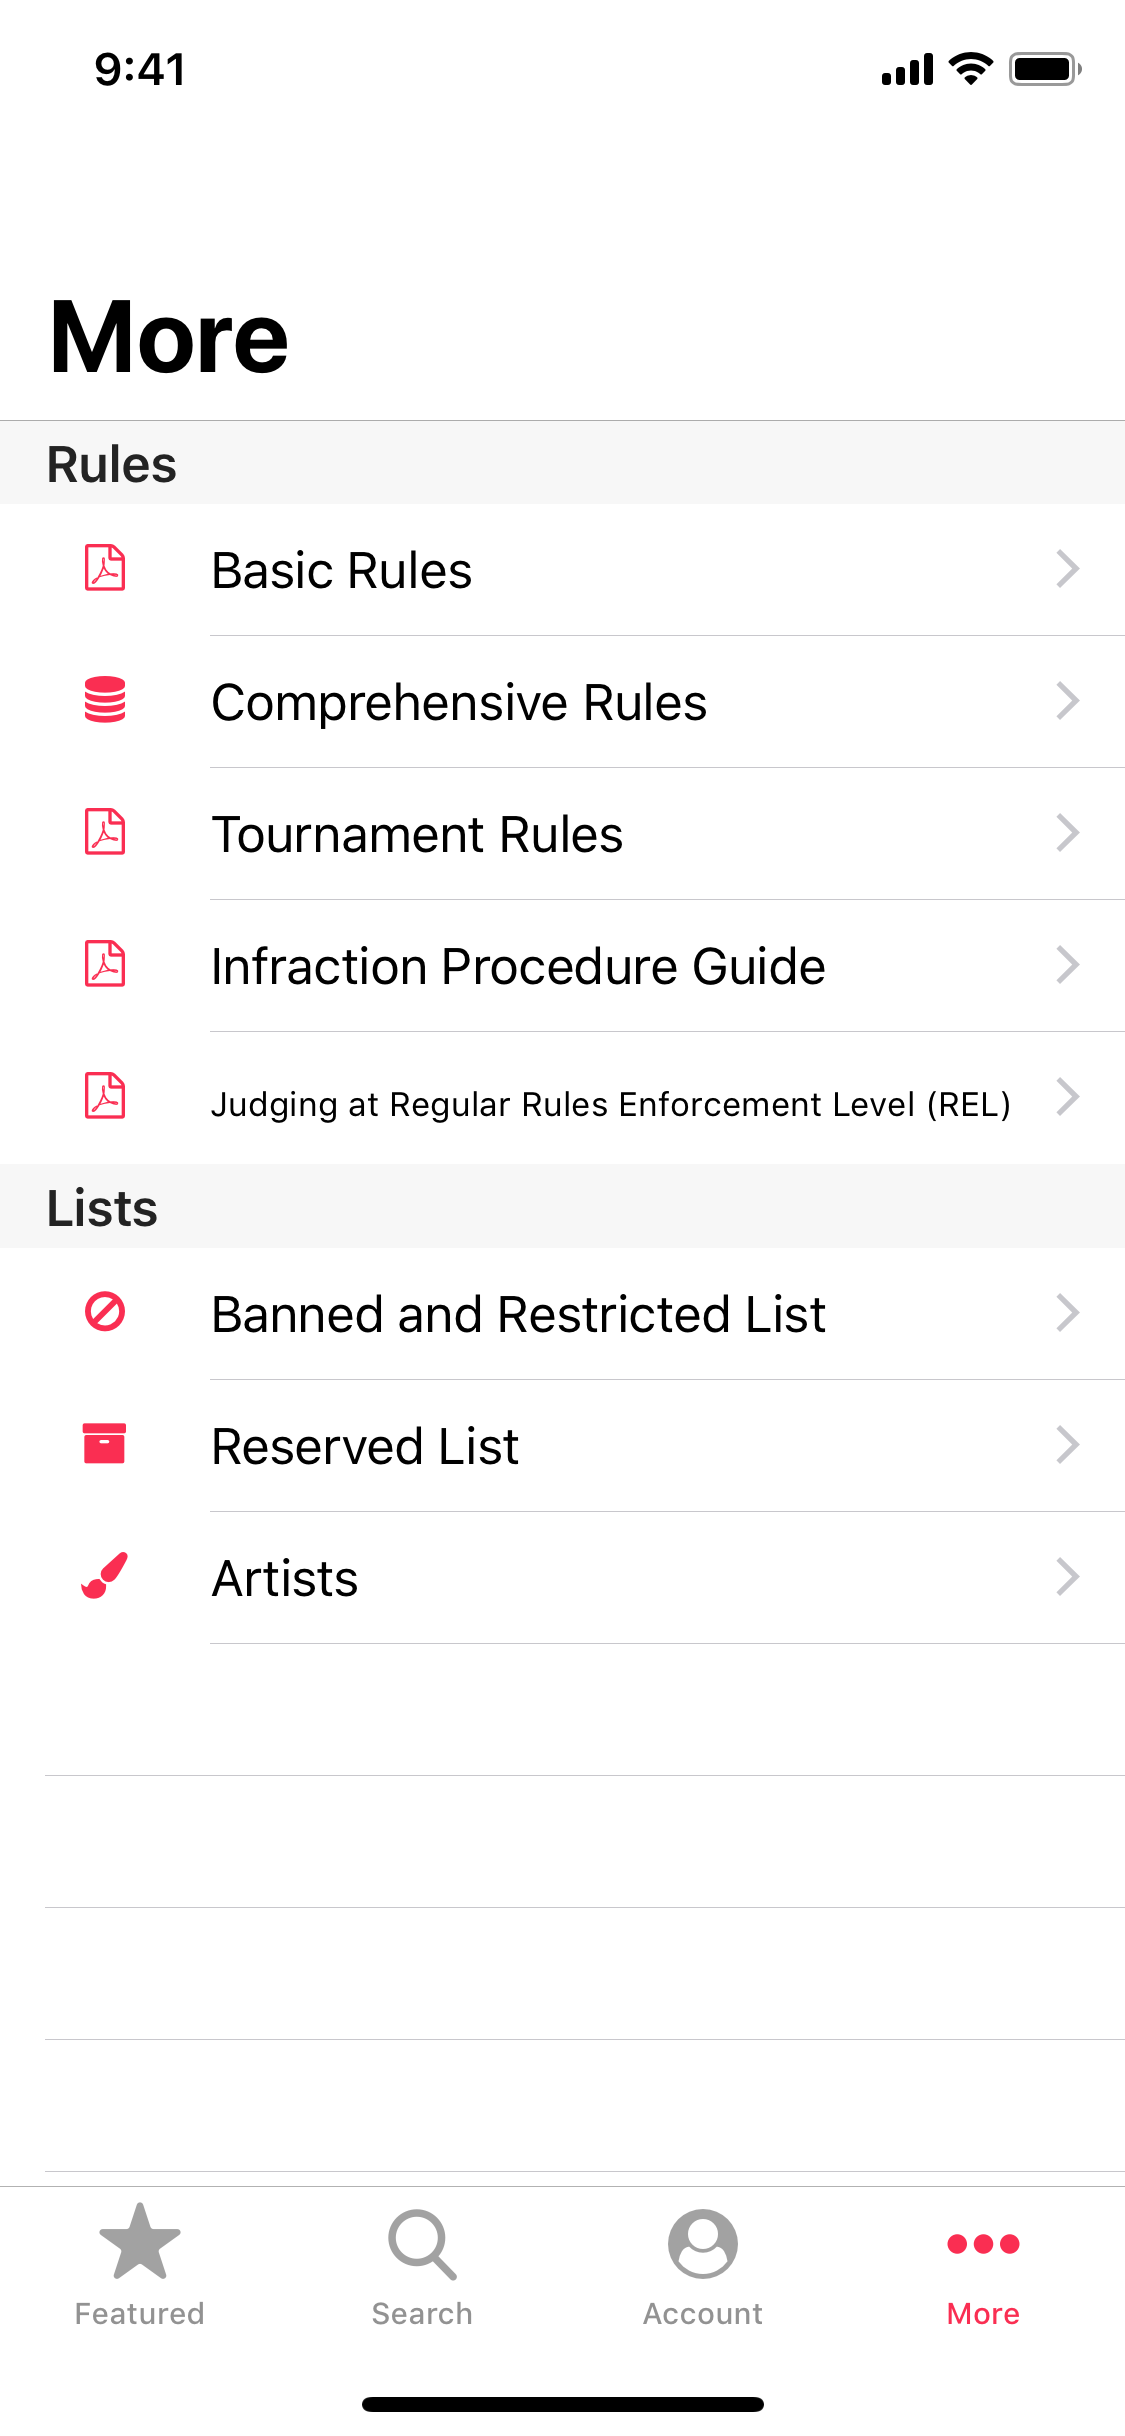 9:41
More
Rules
Basic Rules
Comprehensive Rules
Tournament Rules
Infraction Procedure Guide
Judging at Regular Rules Enforcement Level (REL)
Lists
Banned and Restricted List
Reserved List
Artists
Featured
Search
Account
More